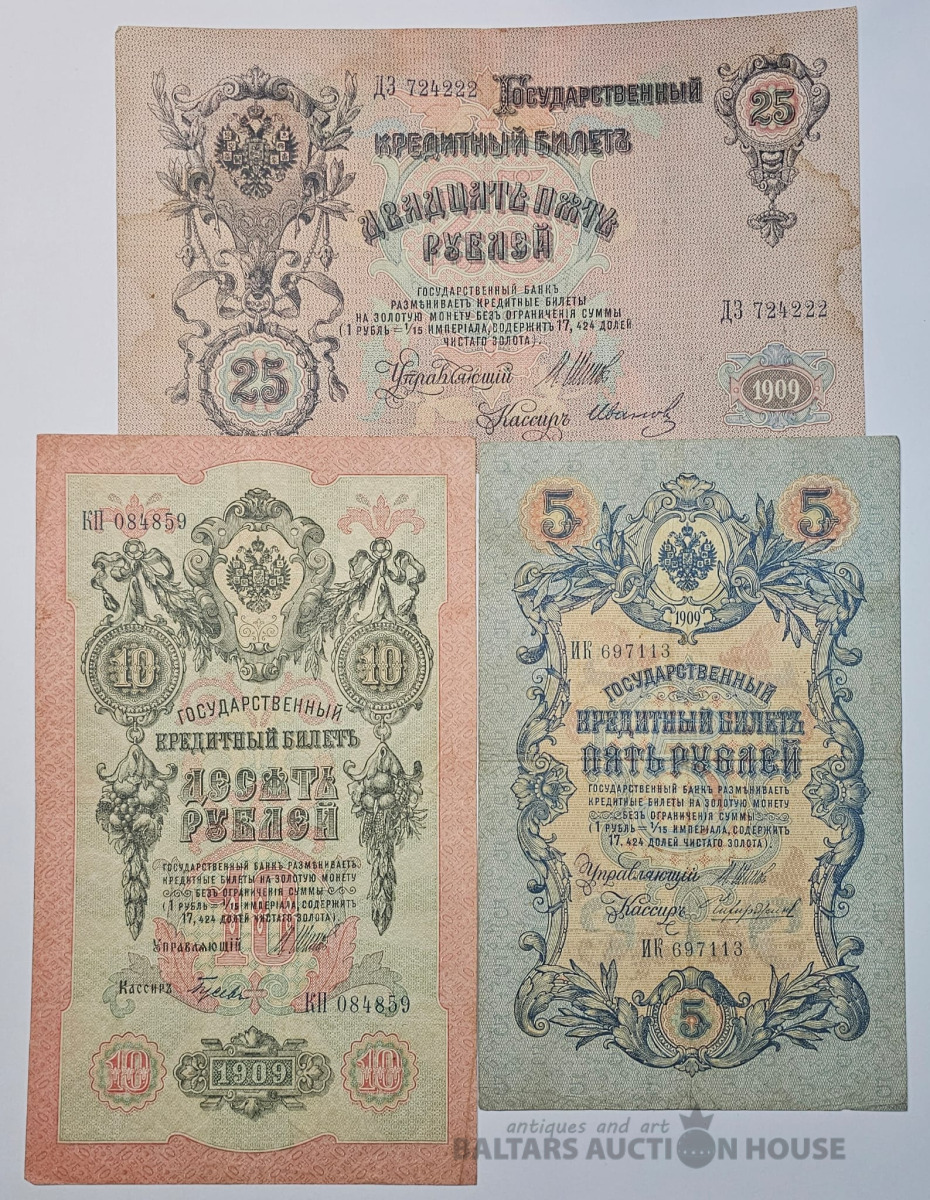 ДЗ 724222 ГОСУДАРСТВЕННЫЙ
25
КРЕДИТНЫЙ БИЛЕТЪ
ДВАДЦАТЬ ПЯТЬ
РУБЛЕЙ
ГОСУДАРСТВЕННЫЙ БАНКЪ
РАЗМѢНИВАЕТЪ КРЕДИТНЫЕ БИЛЕТЫ
НА ЗОЛОТУЮ МОНЕТУ БЕЗЪ ОГРАНИЧЕНІЯ СУММЫ
(1 РУБЛЬ = 1/15 ИМПЕРІАЛА, СОДЕРЖИТЪ 17,424 ДОЛЕЙ
ЧИСТАГО ЗОЛОТА).
ДЗ 724222
25
Управляющій
Кассиръ Иванов
1909
КП 084859
10
10
ГОСУДАРСТВЕННЫЙ
КРЕДИТНЫЙ БИЛЕТЪ
ДЕСЯТЬ
РУБЛЕЙ
ГОСУДАРСТВЕННЫЙ БАНКЪ РАЗМѢНИВАЕТЪ
КРЕДИТНЫЕ БИЛЕТЫ НА ЗОЛОТУЮ МОНЕТУ
БЕЗЪ ОГРАНИЧЕНІЯ СУММЫ
(1 РУБЛЬ = 1/15 ИМПЕРІАЛА, СОДЕРЖИТЪ
17,424 ДОЛЕЙ ЧИСТАГО ЗОЛОТА).
10
УПРАВЛЯЮЩІЙ
КАССИРЪ
КП 084859
10
1909
10
5
5
1909
ИК 697113
ГОСУДАРСТВЕННЫЙ
КРЕДИТНЫЙ БИЛЕТЪ
ПЯТЬ РУБЛЕЙ
ГОСУДАРСТВЕННЫЙ БАНКЪ РАЗМѢНИВАЕТЪ
КРЕДИТНЫЕ БИЛЕТЫ НА ЗОЛОТУЮ МОНЕТУ
БЕЗЪ ОГРАНИЧЕНІЯ СУММЫ
(1 РУБЛЬ = 1/15 ИМПЕРІАЛА, СОДЕРЖИТЪ
17,424 ДОЛЕЙ ЧИСТАГО ЗОЛОТА).
Управляющій
Кассиръ
ИК 697113
5
antiques and art
BALTARS AUCTION HOUSE